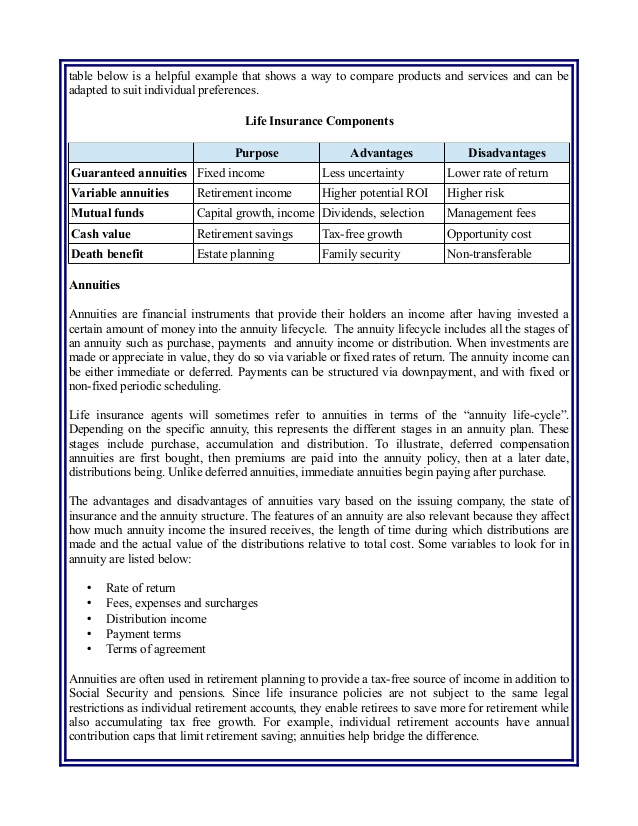 table below is a helpful example that shows a way to compare products and services and can be
adapted to suit individual preferences.
Life Insurance Components
Purpose Advantages Disadvantages
Guaranteed annuities Fixed income Less uncertainty Lower rate of return
Variable annuities Retirement income Higher potential ROI Higher risk
Mutual funds Capital growth, income Dividends, selection Management fees
Cash value Retirement savings Tax-free growth Opportunity cost
Death benefit Estate planning Family security Non-transferable
Annuities
Annuities are financial instruments that provide their holders an income after having invested a
certain amount of money into the annuity lifecycle. The annuity lifecycle includes all the stages of
an annuity such as purchase, payments and annuity income or distribution. When investments are
made or appreciate in value, they do so via variable or fixed rates of return. The annuity income can
be either immediate or deferred. Payments can be structured via downpayment, and with fixed or
non-fixed periodic scheduling.
Life insurance agents will sometimes refer to annuities in terms of the “annuity life-cycle”.
Depending on the specific annuity, this represents the different stages in an annuity plan. These
stages include purchase, accumulation and distribution. To illustrate, deferred compensation
annuities are first bought, then premiums are paid into the annuity policy, then at a later date,
distributions being. Unlike deferred annuities, immediate annuities begin paying after purchase.
The advantages and disadvantages of annuities vary based on the issuing company, the state of
insurance and the annuity structure. The features of an annuity are also relevant because they affect
how much annuity income the insured receives, the length of time during which distributions are
made and the actual value of the distributions relative to total cost. Some variables to look for in
annuity are listed below:
• Rate of return
• Fees, expenses and surcharges
• Distribution income
• Payment terms
• Terms of agreement
Annuities are often used in retirement planning to provide a tax-free source of income in addition to
Social Security and pensions. Since life insurance policies are not subject to the same legal
restrictions as individual retirement accounts, they enable retirees to save more for retirement while
also accumulating tax free growth. For example, individual retirement accounts have annual
contribution caps that limit retirement saving; annuities help bridge the difference.